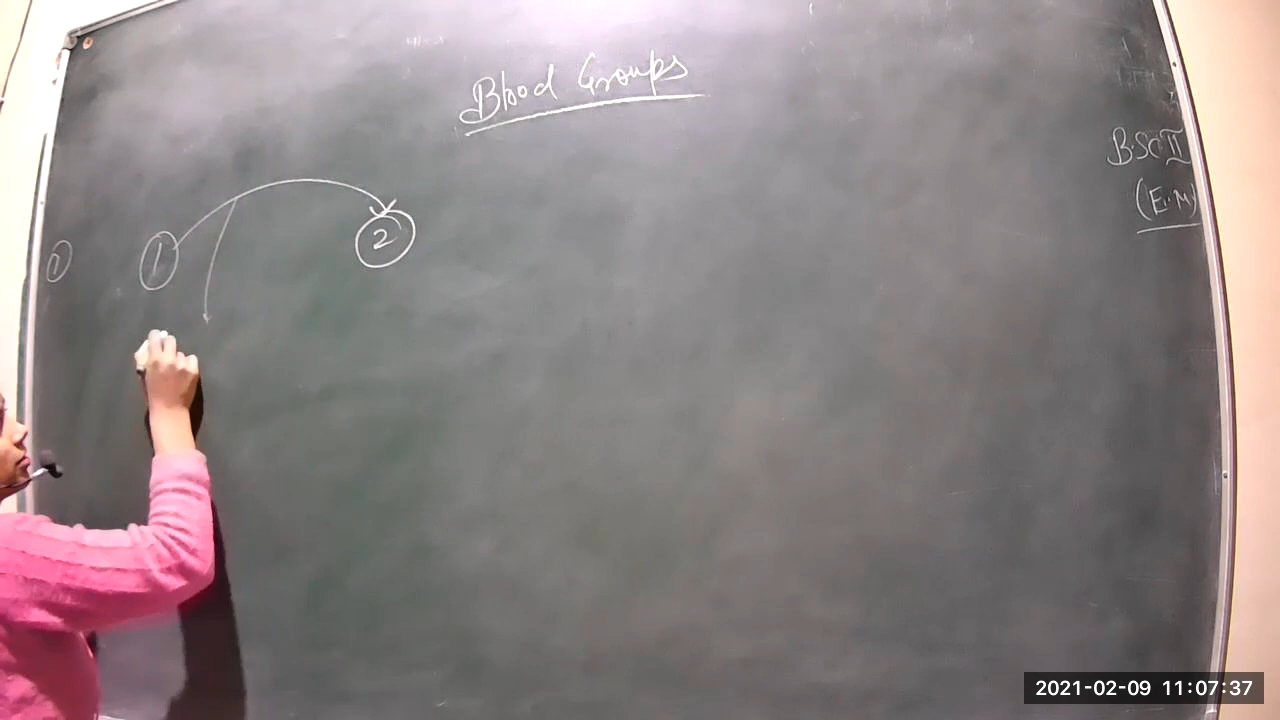 Blood Groups
B.Sc II
(E.M)
① ① ②
2021-02-09 11:07:37